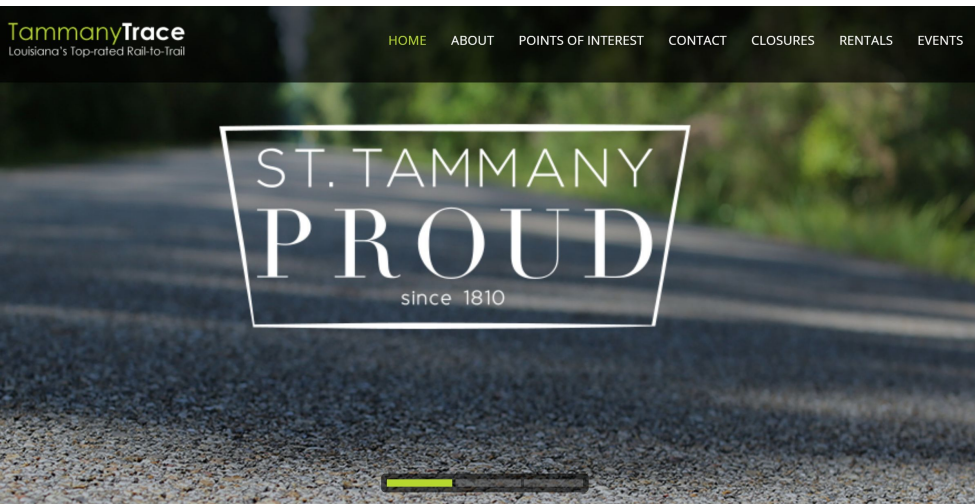 TammanyTrace
Louisiana's Top-rated Rail-to-Trail
HOME ABOUT POINTS OF INTEREST CONTACT CLOSURES RENTALS EVENTS
ST. TAMMANY
PROUD
since 1810